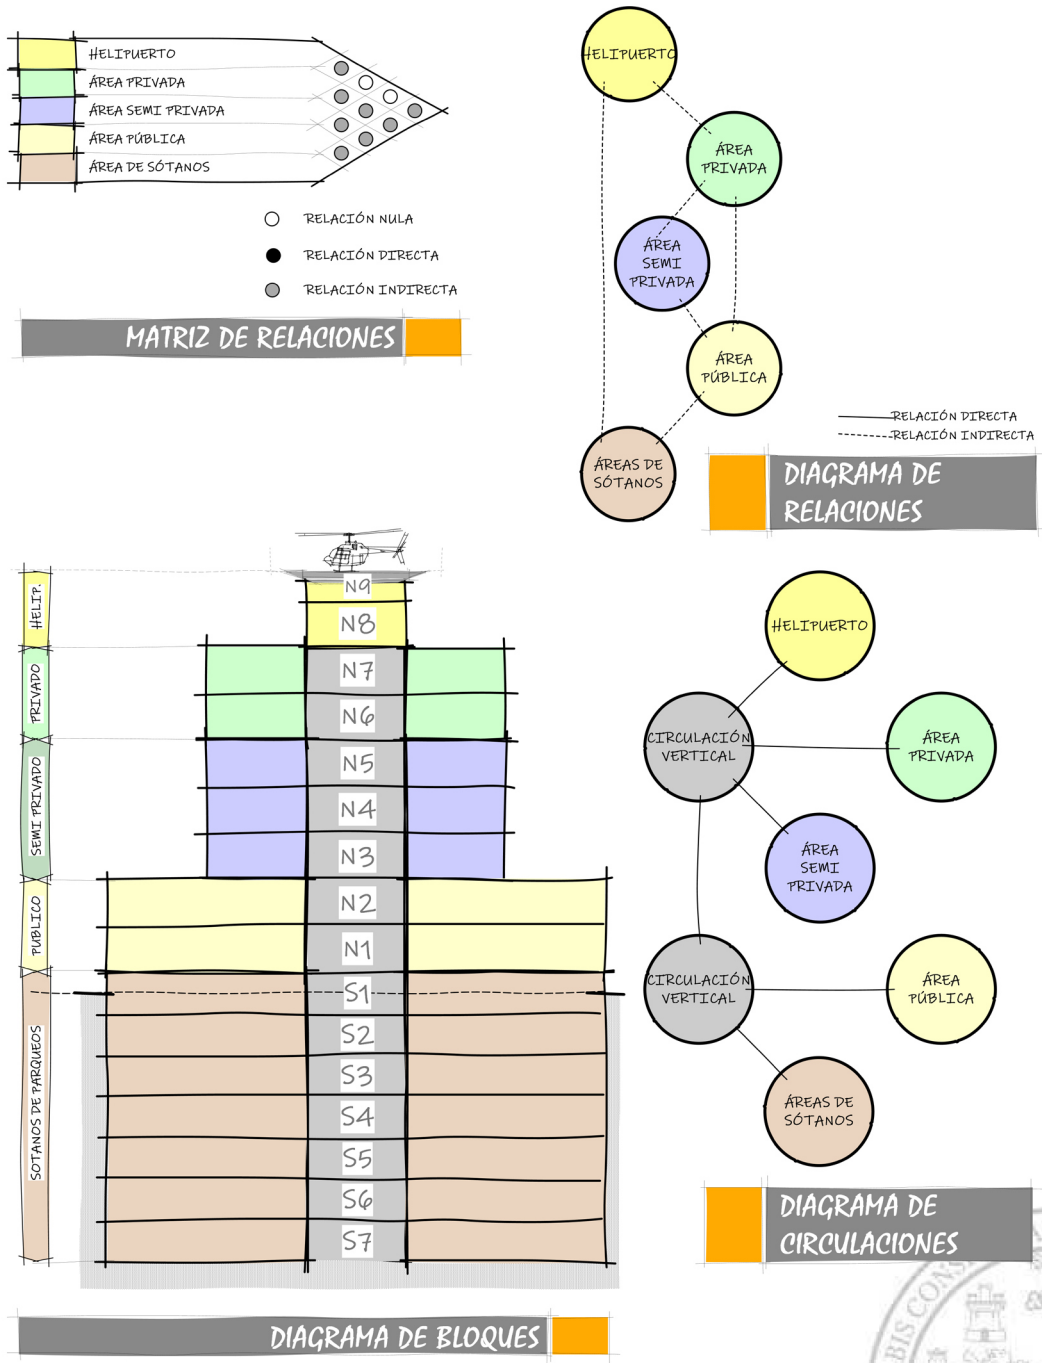 HELIPUERTO
ÁREA PRIVADA
ÁREA SEMI PRIVADA
ÁREA PÚBLICA
ÁREA DE SÓTANOS
RELACIÓN NULA
RELACIÓN DIRECTA
RELACIÓN INDIRECTA
MATRIZ DE RELACIONES
HELIPUERTO
ÁREA
PRIVADA
ÁREA
SEMI
PRIVADA
ÁREA
PÚBLICA
ÁREAS DE
SÓTANOS
RELACIÓN DIRECTA
RELACIÓN INDIRECTA
DIAGRAMA DE
RELACIONES
HELIP.
PRIVADO
SEMI PRIVADO
PUBLICO
SOTANOS DE PARQUEOS
N9
N8
N7
N6
N5
N4
N3
N2
N1
S1
S2
S3
S4
S5
S6
S7
DIAGRAMA DE BLOQUES
HELIPUERTO
CIRCULACIÓN
VERTICAL
ÁREA
PRIVADA
ÁREA
SEMI
PRIVADA
CIRCULACIÓN
VERTICAL
ÁREA
PÚBLICA
ÁREAS DE
SÓTANOS
DIAGRAMA DE
CIRCULACIONES
BIS CONS